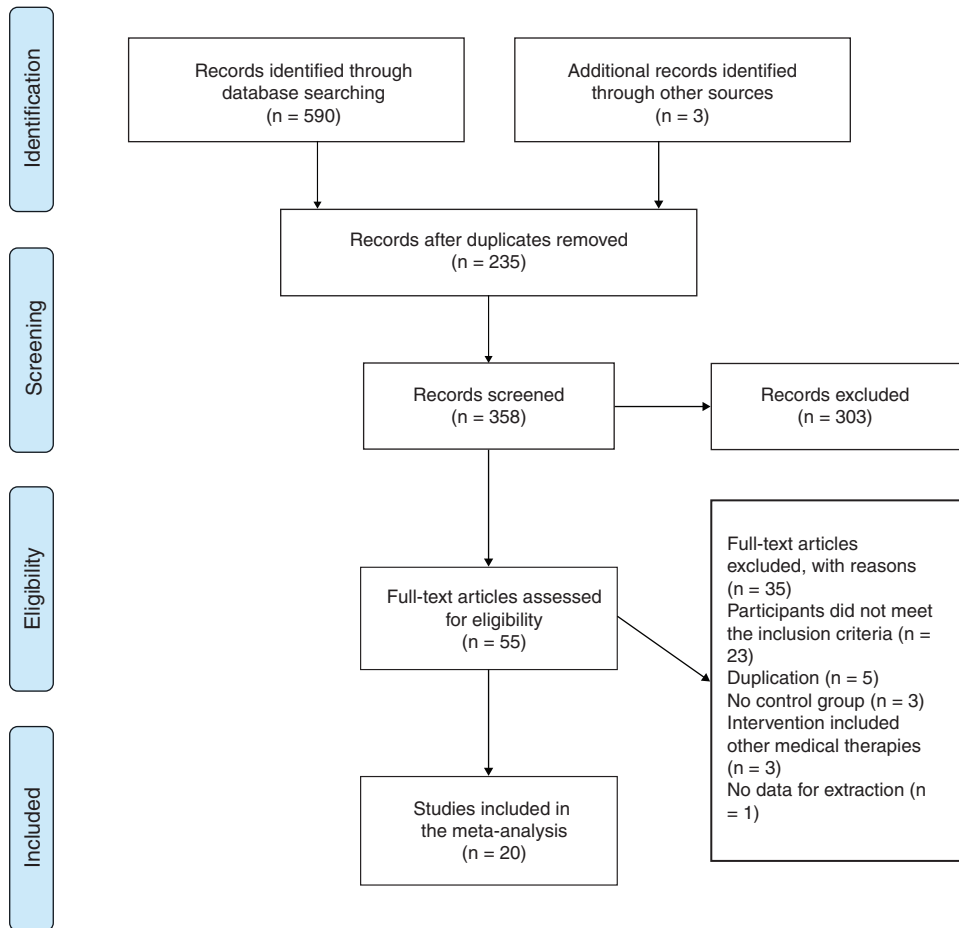 Identification
Records identified through
database searching
(n = 590)
Additional records identified
through other sources
(n = 3)
Records after duplicates removed
(n = 235)
Screening
Records screened
(n = 358)
Records excluded
(n = 303)
Eligibility
Full-text articles assessed
for eligibility
(n = 55)
Full-text articles
excluded, with reasons
(n = 35)
Participants did not meet
the inclusion criteria (n =
23)
Duplication (n = 5)
No control group (n = 3)
Intervention included
other medical therapies
(n = 3)
No data for extraction (n
= 1)
Included
Studies included in
the meta-analysis
(n = 20)